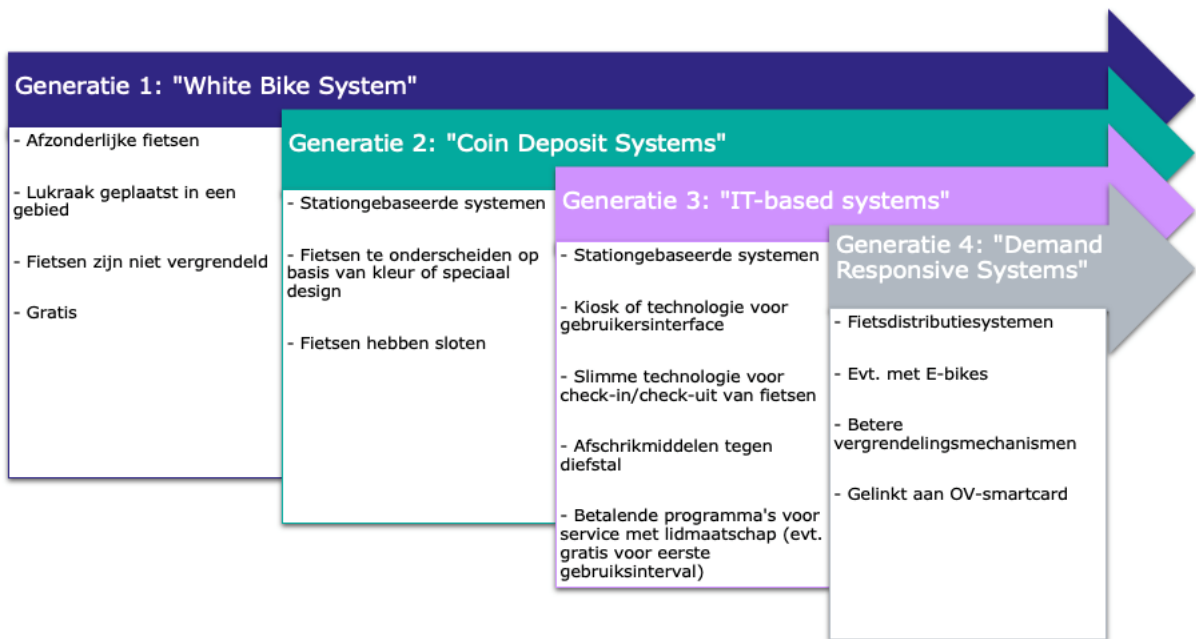 Generatie 1: "White Bike System"
- Afzonderlijke fietsen
- Lukraak geplaatst in een
gebied
- Fietsen zijn niet vergrendeld
- Gratis
Generatie 2: "Coin Deposit Systems"
- Stationgebaseerde systemen
- Fietsen te onderscheiden op
basis van kleur of speciaal
design
- Fietsen hebben sloten
Generatie 3: "IT-based systems"
- Stationgebaseerde systemen
- Kiosk of technologie voor
gebruikersinterface
- Slimme technologie voor
check-in/check-uit van fietsen
- Afschrikmiddelen tegen
diefstal
- Betalende programma's voor
service met lidmaatschap (evt.
gratis voor eerste
gebruiksinterval)
Generatie 4: "Demand
Responsive Systems"
- Fietsdistributiesystemen
- Evt. met E-bikes
- Betere
vergrendelingsmechanismen
- Gelinkt aan OV-smartcard